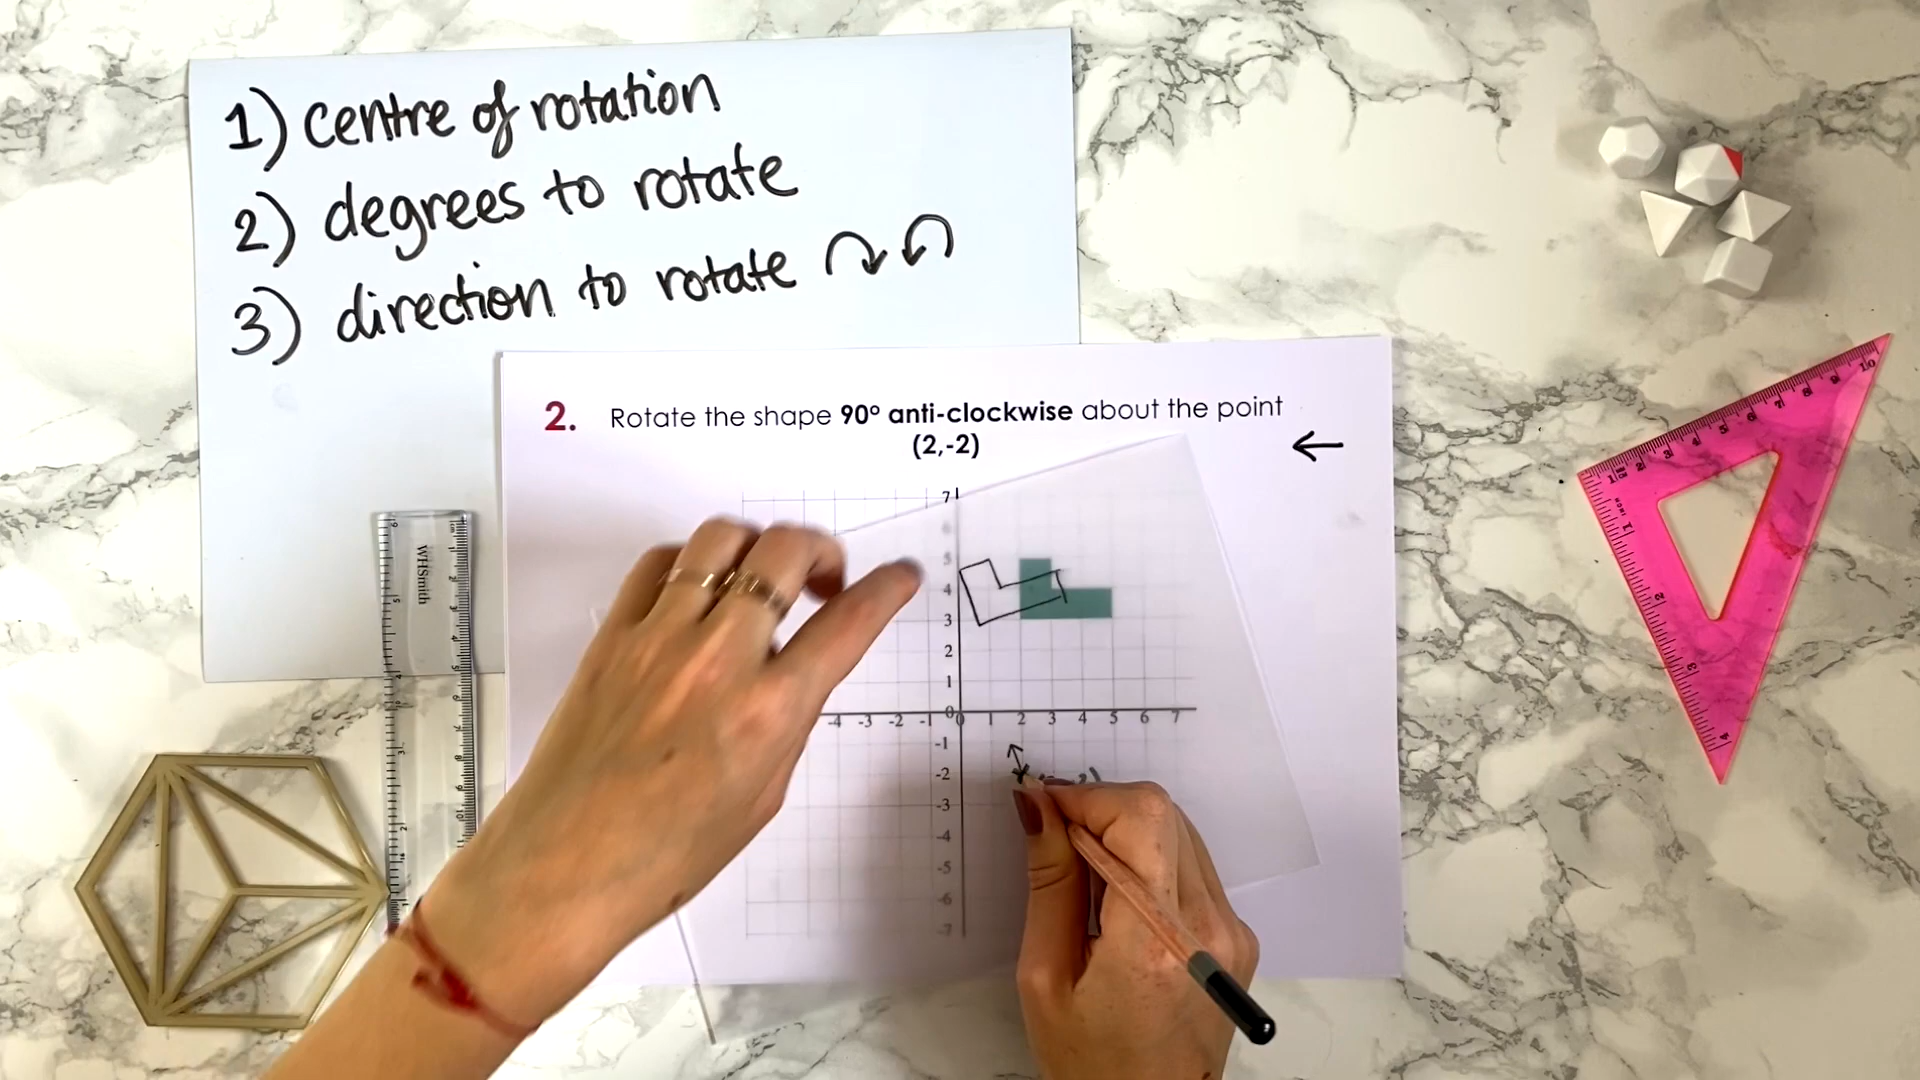 1) centre of rotation
2) degrees to rotate
3) direction to rotate
2. Rotate the shape 90° anti-clockwise about the point
(2,-2)
7
6
5
4
3
2
1
0
-4 -3 -2 -1 0 1 2 3 4 5 6 7
-1
-2
-3
-4
-5
-6
-7
WHSmith